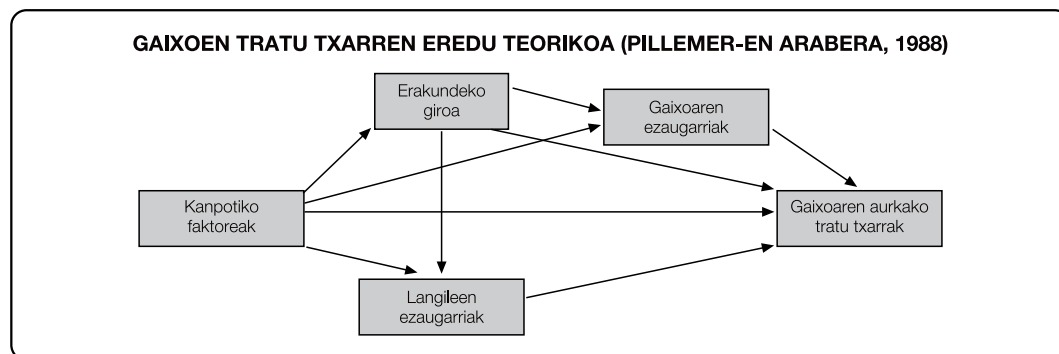 GAIXOEN TRATU TXARREN EREDU TEORIKOA (PILLEMER-EN ARABERA, 1988)
Erakundeko
giroa
Gaixoaren
ezaugarriak
Kanpotiko
faktoreak
Gaixoaren aurkako
tratu txarrak
Langileen
ezaugarriak